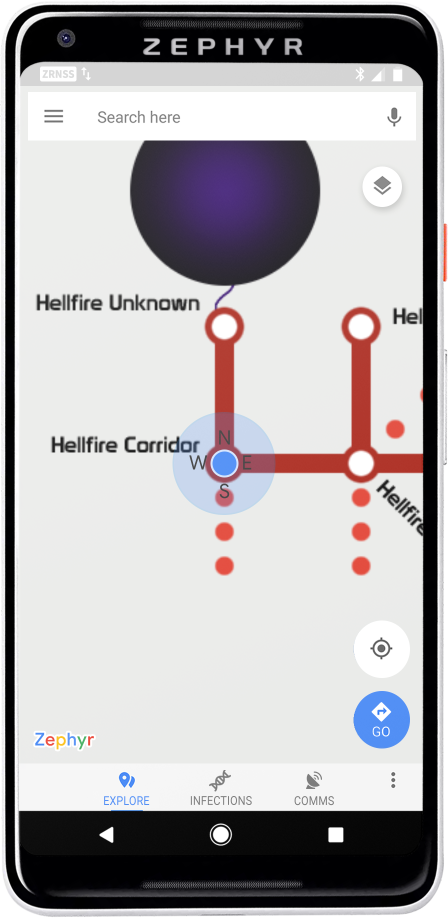 ZEPHYR
ZRNSS
Search here
Hellfire Unknown
Hel
Hellfire Corridor
N
W E
S
Hellfire
Zephyr
GO
EXPLORE INFECTIONS COMMS